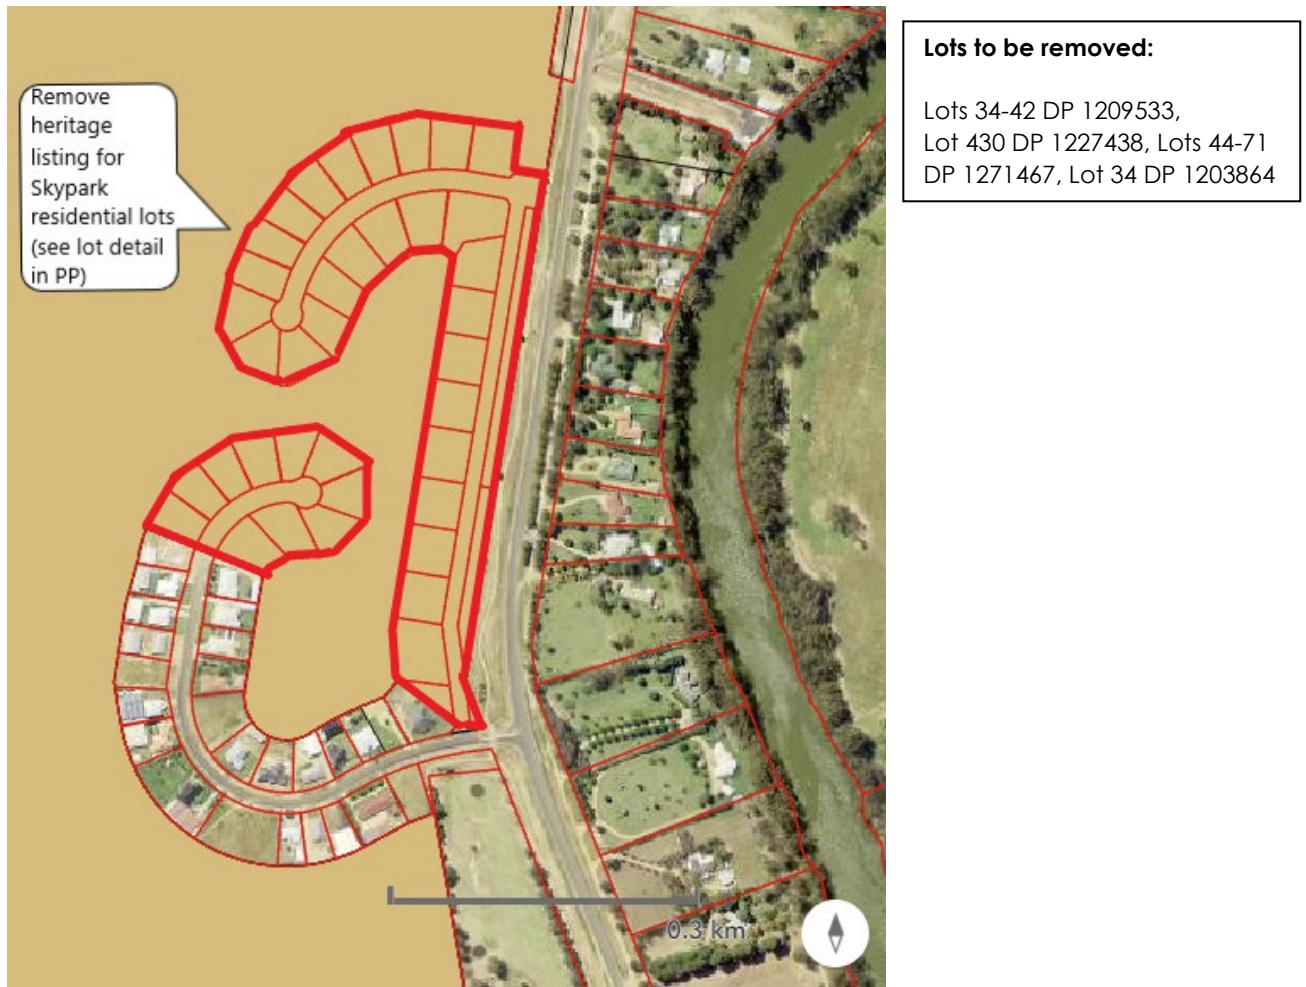 Remove
heritage
listing for
Skypark
residential lots
(see lot detail
in PP)
Lots to be removed:
Lots 34-42 DP 1209533,
Lot 430 DP 1227438, Lots 44-71
DP 1271467, Lot 34 DP 1203864
0.3 km